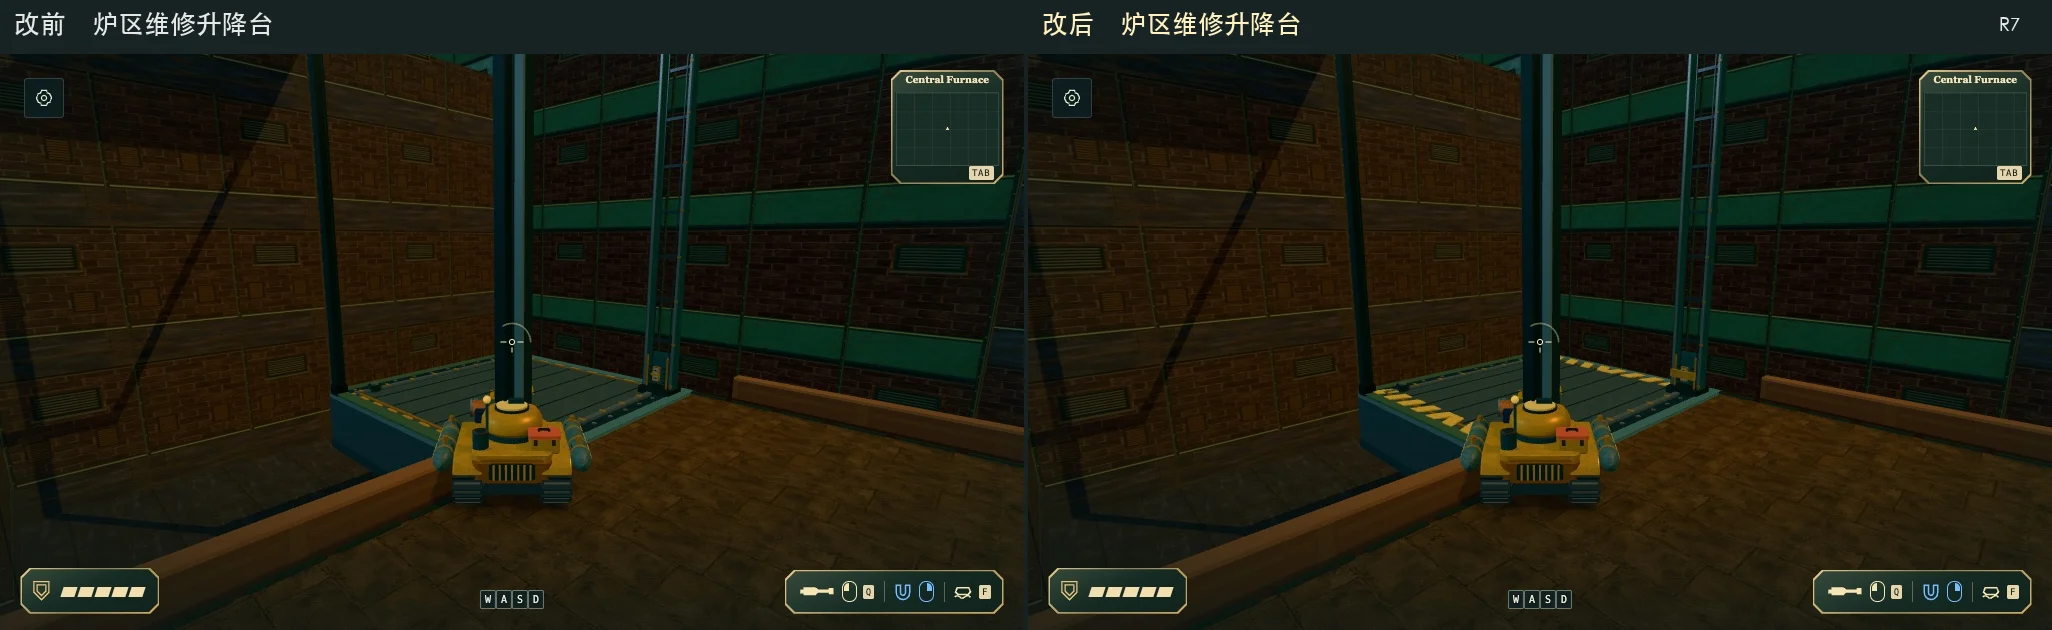 改前 炉区维修升降台
改后 炉区维修升降台
R7
Central Furnace
TAB
W A S D
Q
F
Central Furnace
TAB
W A S D
Q
F